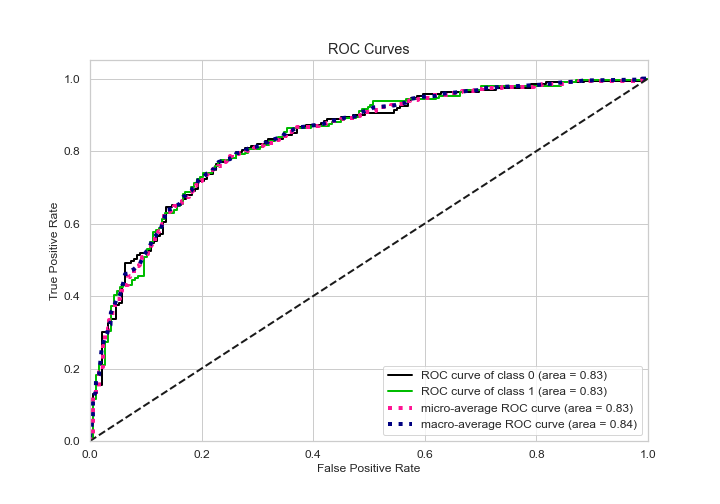 ROC Curves
1.0
0.8
0.6
0.4
0.2
0.0
True Positive Rate
ROC curve of class 0 (area = 0.83)
ROC curve of class 1 (area = 0.83)
micro-average ROC curve (area = 0.83)
macro-average ROC curve (area = 0.84)
0.0 0.2 0.4 0.6 0.8 1.0
False Positive Rate